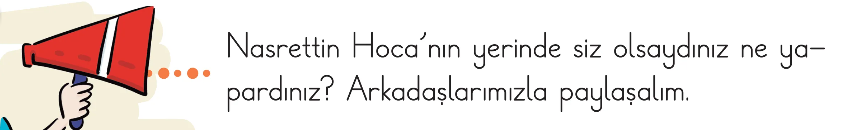 Nasrettin Hoca'nın yerinde siz olsaydınız ne ya-
pardınız? Arkadaşlarımızla paylaşalım.